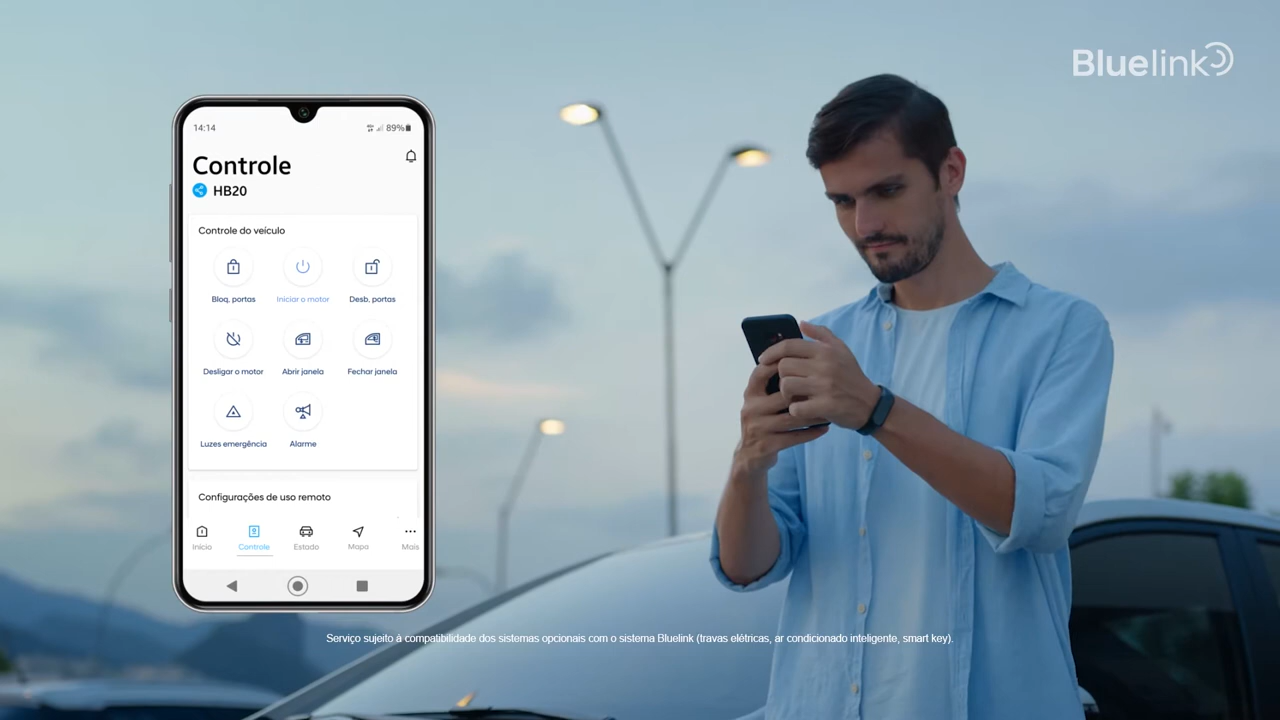 Bluelink
14:14
89%
Controle
HB20
Controle do veículo
Bloq. portas
Iniciar o motor
Desb. portas
Desligar o motor
Abrir janela
Fechar janela
Luzes emergência
Alarme
Configurações de uso remoto
Início
Controle
Estado
Mapa
Mais
Serviço sujeito á compatibilidade dos sistemas opcionais com o sistema Bluelink (travas elétricas, ar condicionado inteligente, smart key).